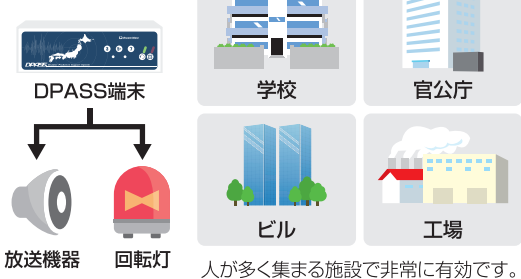 DPASS
DPASS端末
放送機器
回転灯
学校
官公庁
ビル
工場
人が多く集まる施設で非常に有効です。